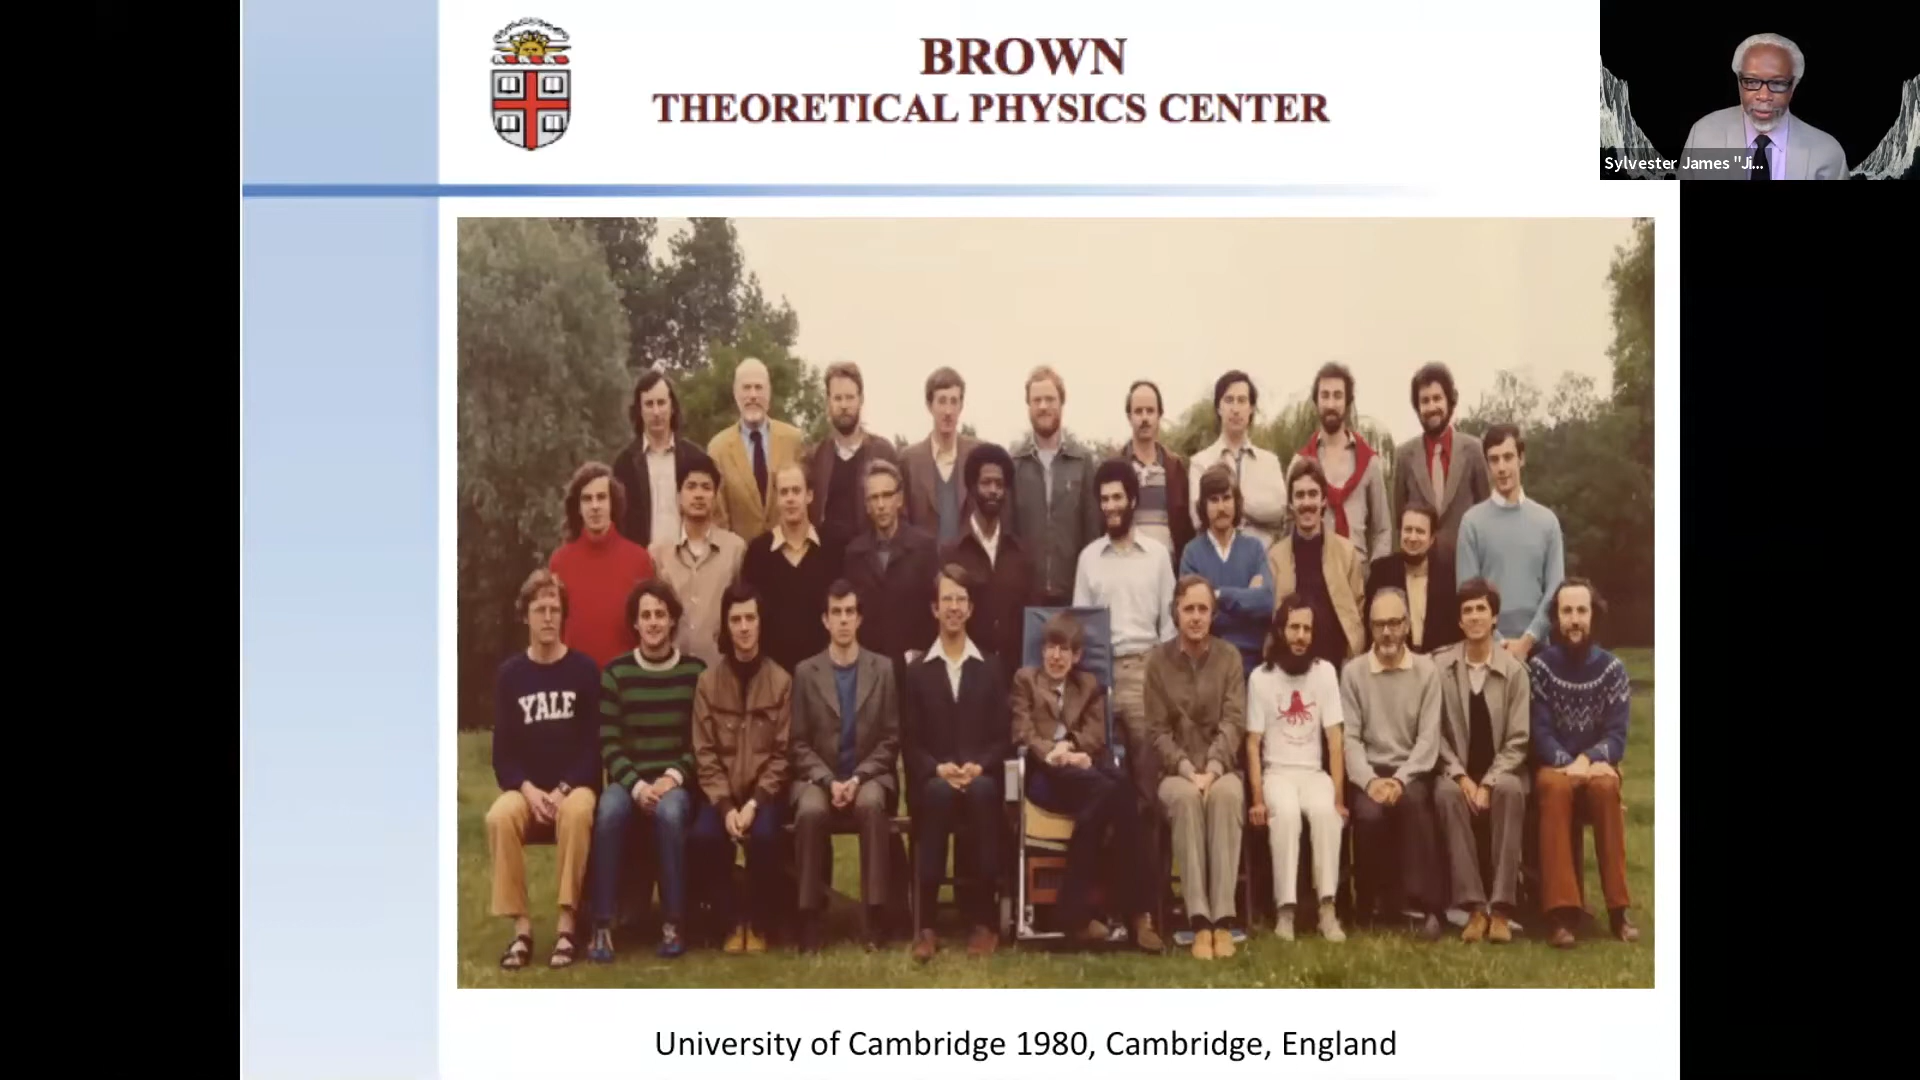 BROWN
THEORETICAL PHYSICS CENTER
Sylvester James "Ji...
YALE
University of Cambridge 1980, Cambridge, England